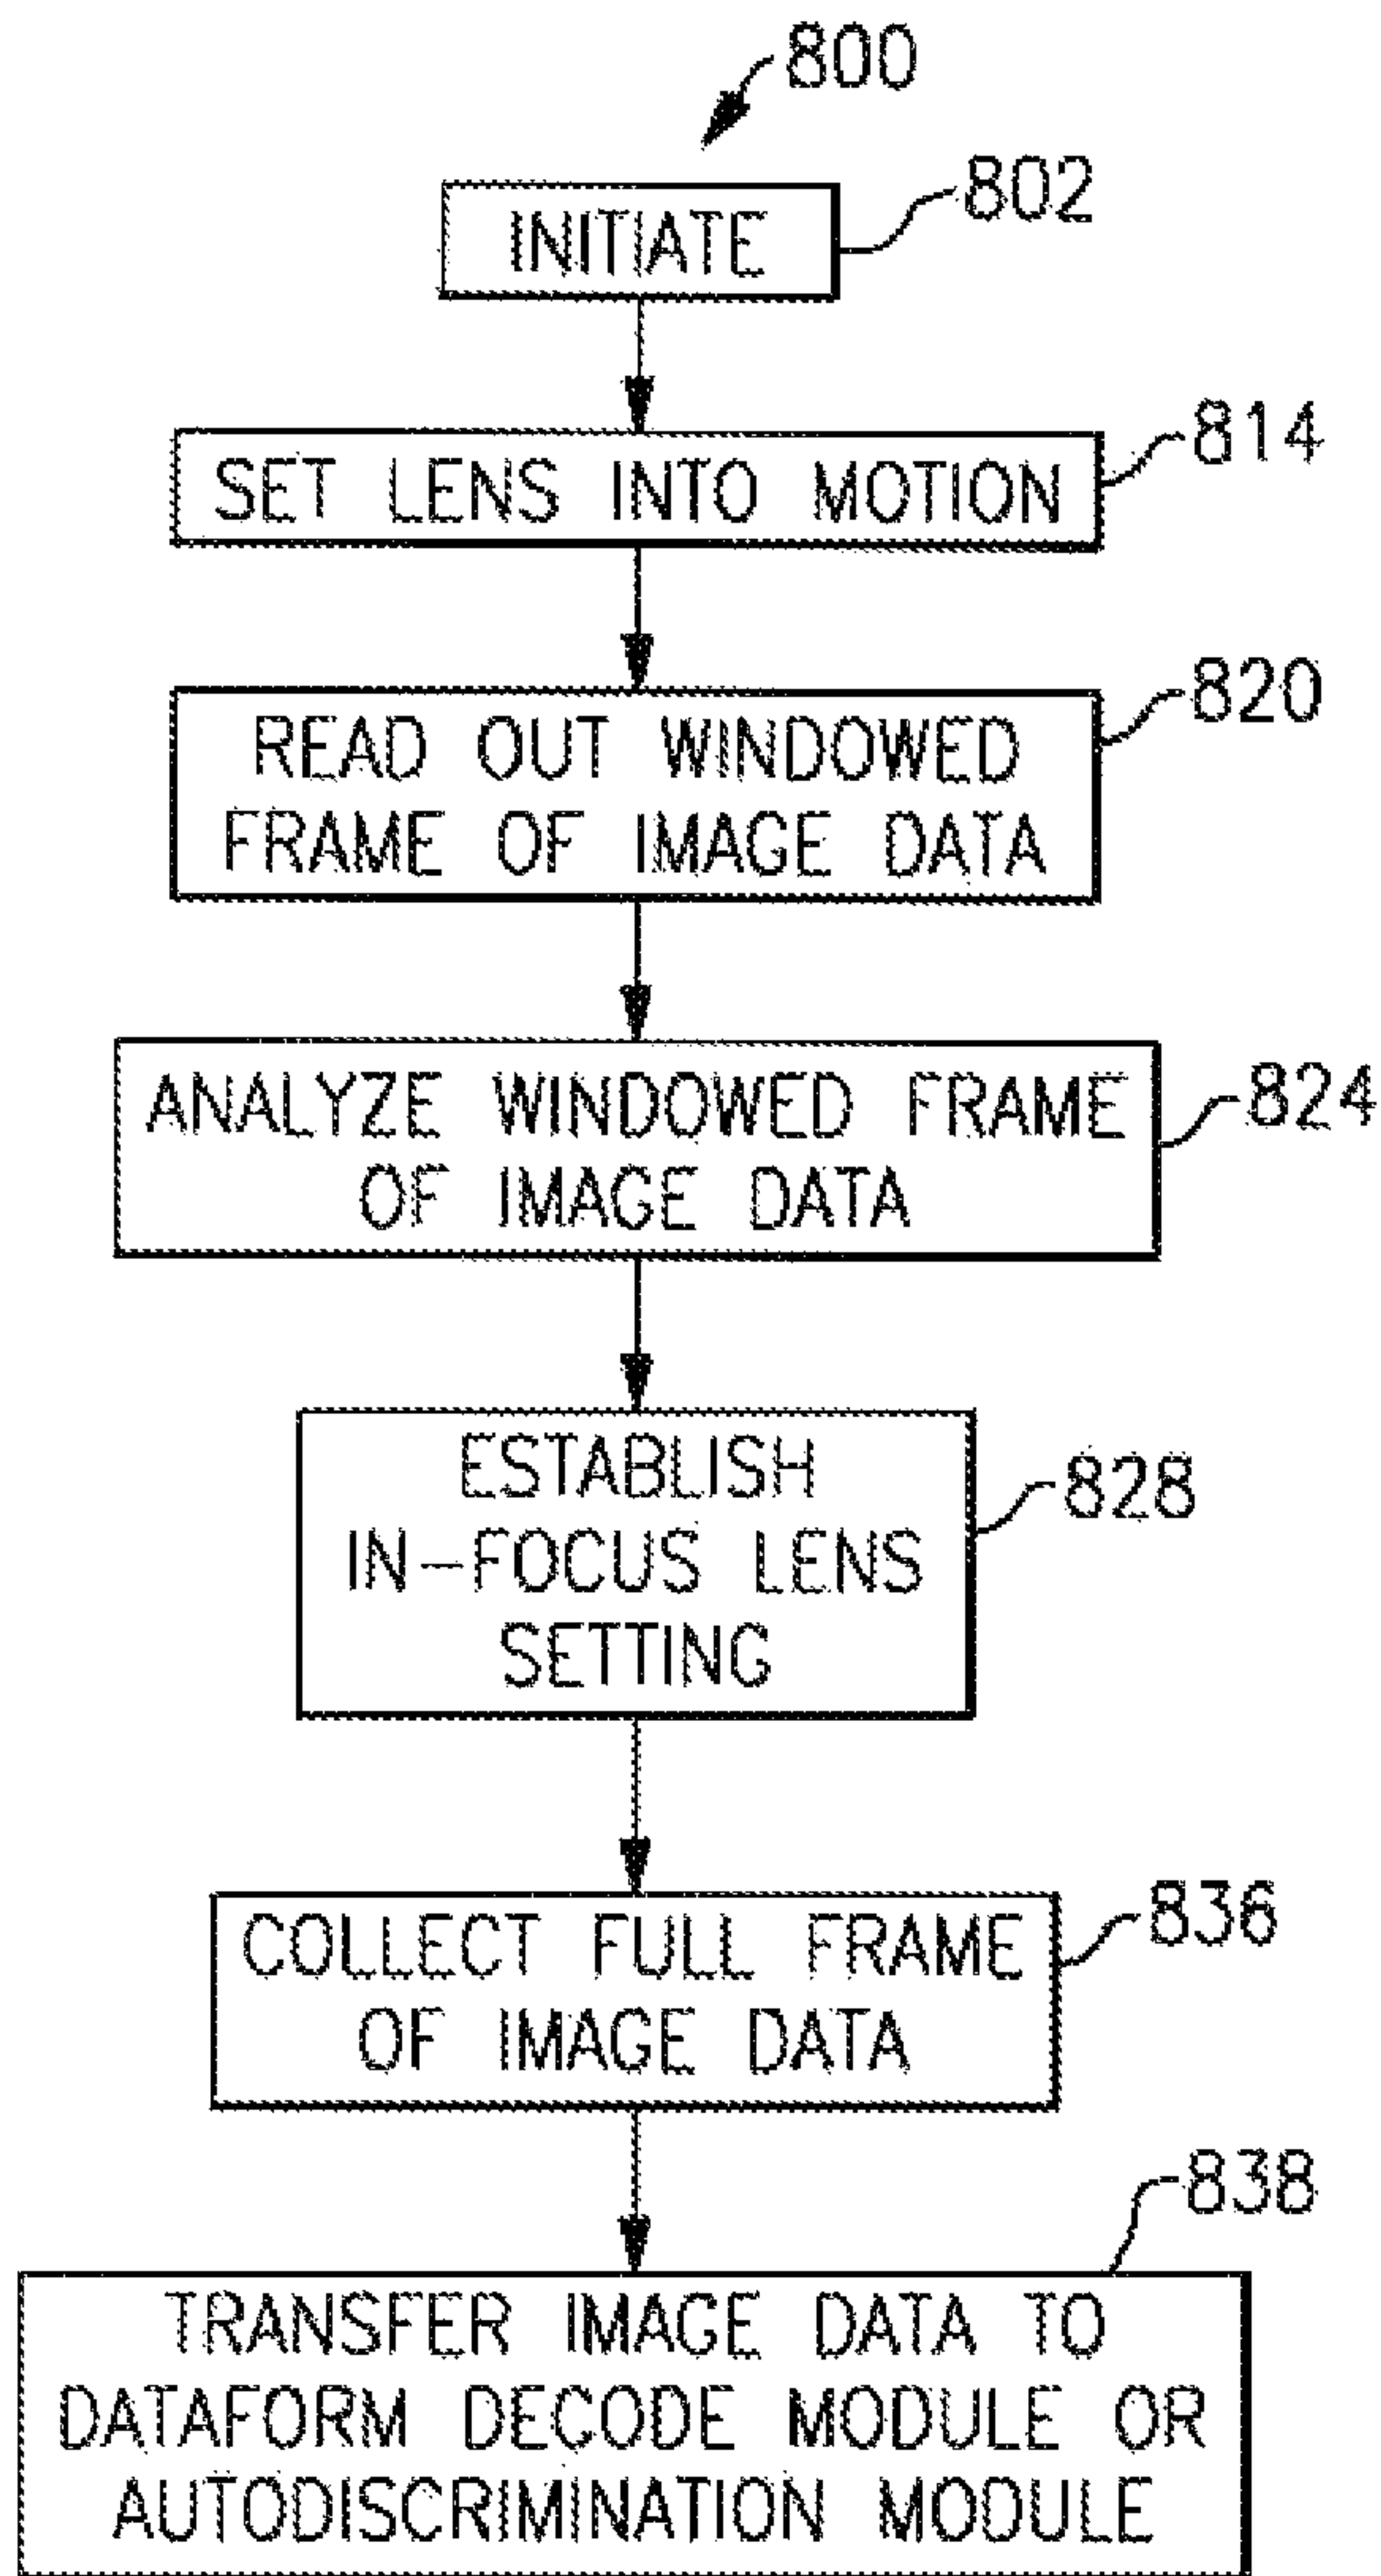 800
INITIATE
802
SET LENS INTO MOTION
814
READ OUT WINDOWED
FRAME OF IMAGE DATA
820
ANALYZE WINDOWED FRAME
OF IMAGE DATA
824
ESTABLISH
IN-FOCUS LENS
SETTING
828
COLLECT FULL FRAME
OF IMAGE DATA
836
838
TRANSFER IMAGE DATA TO
DATAFORM DECODE MODULE OR
AUTODISCRIMINATION MODULE